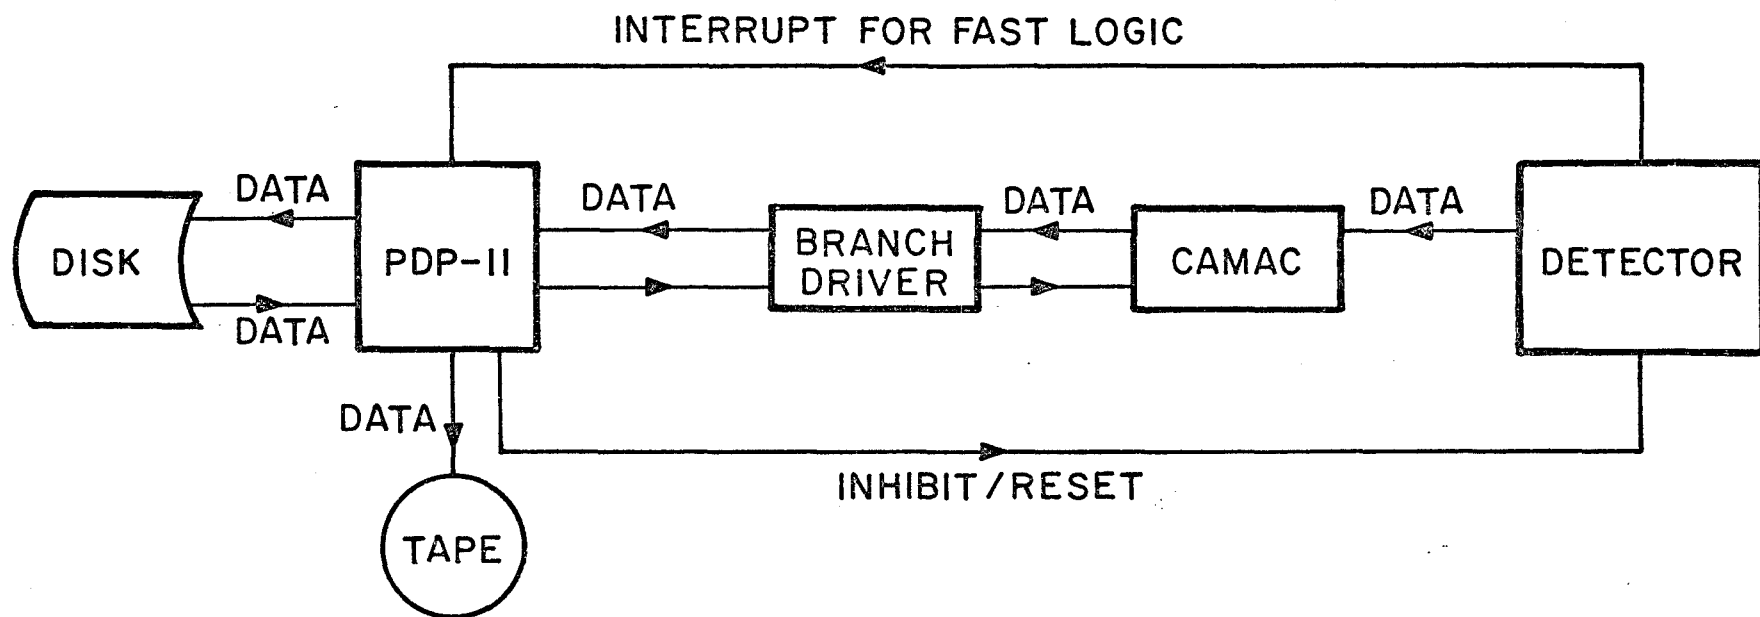 INTERRUPT FOR FAST LOGIC
DATA
DATA
DATA
DATA
DISK
PDP-11
BRANCH
DRIVER
CAMAC
DETECTOR
DATA
DATA
INHIBIT/RESET
TAPE